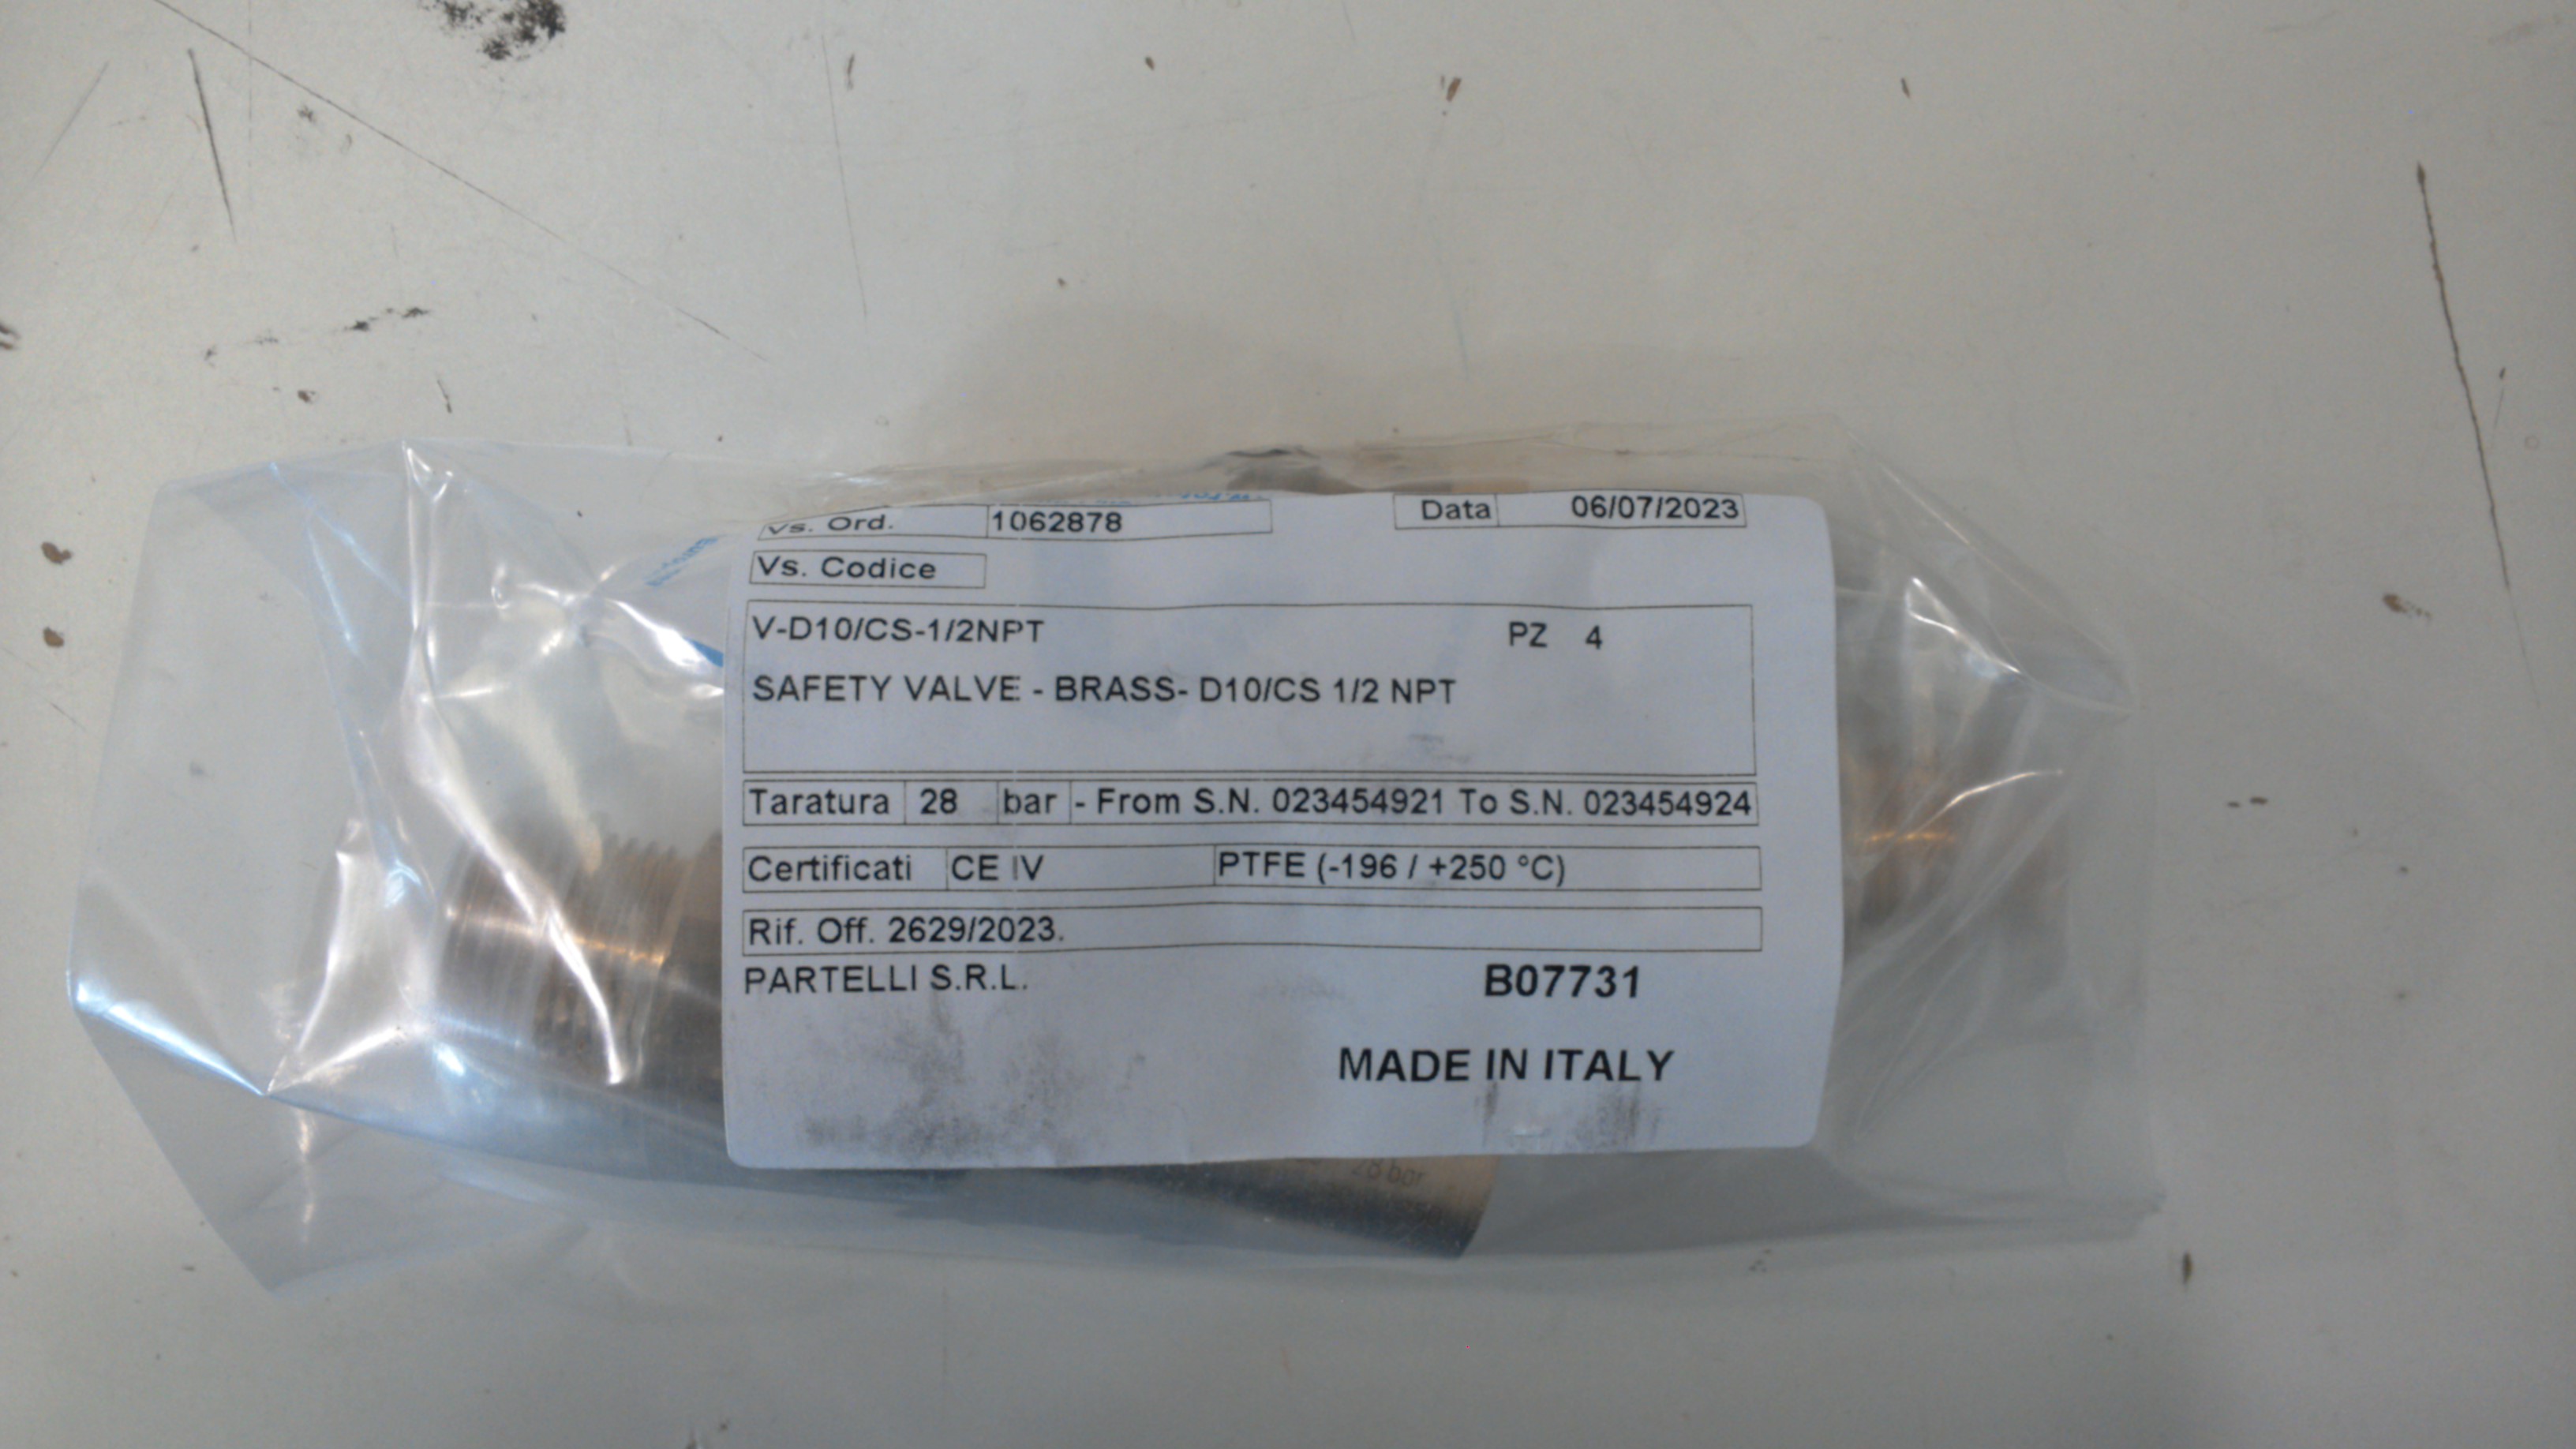 Vs. Ord. 1062878 Data 06/07/2023
Vs. Codice
V-D10/CS-1/2NPT PZ 4
SAFETY VALVE - BRASS- D10/CS 1/2 NPT
Taratura 28 bar - From S.N. 023454921 To S.N. 023454924
Certificati CE IV PTFE (-196 / +250 °C)
Rif. Off. 2629/2023.
PARTELLI S.R.L. B07731
MADE IN ITALY
28 bar